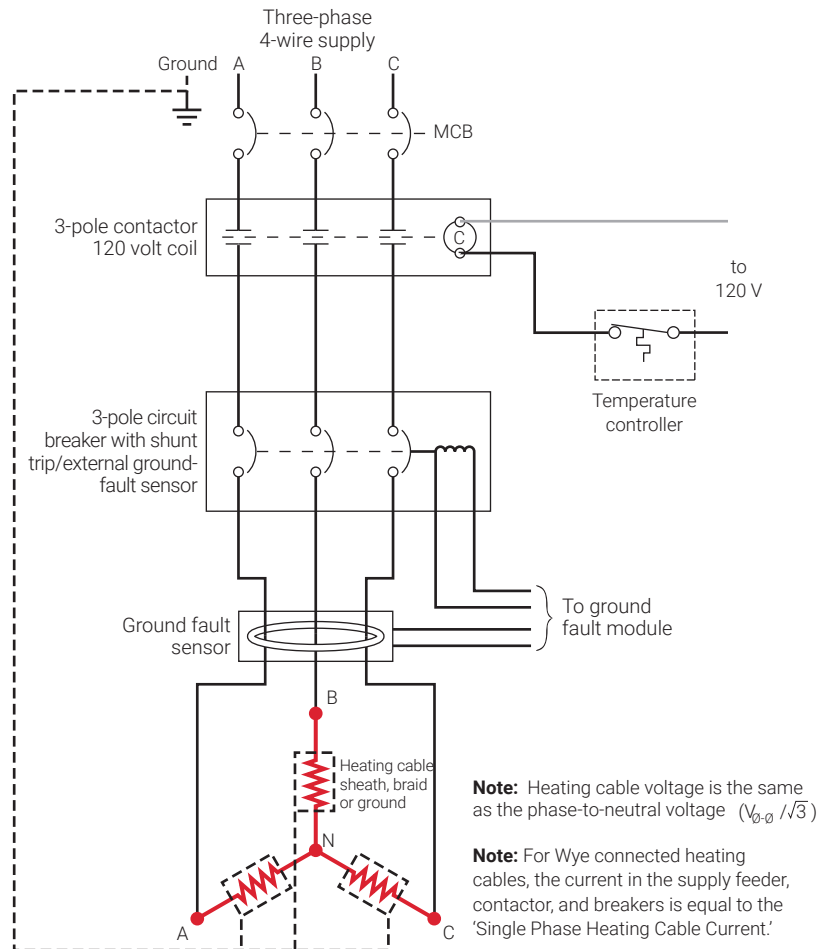 Three-phase
4-wire supply
Ground
A
B
C
MCB
3-pole contactor
120 volt coil
C
to
120 V
Temperature
controller
3-pole circuit
breaker with shunt
trip/external ground-
fault sensor
Ground fault
sensor
To ground
fault module
B
Heating cable
sheath, braid
or ground
N
A
C
Note: Heating cable voltage is the same
as the phase-to-neutral voltage (VØ-Ø /√3)
Note: For Wye connected heating
cables, the current in the supply feeder,
contactor, and breakers is equal to the
‘Single Phase Heating Cable Current.’